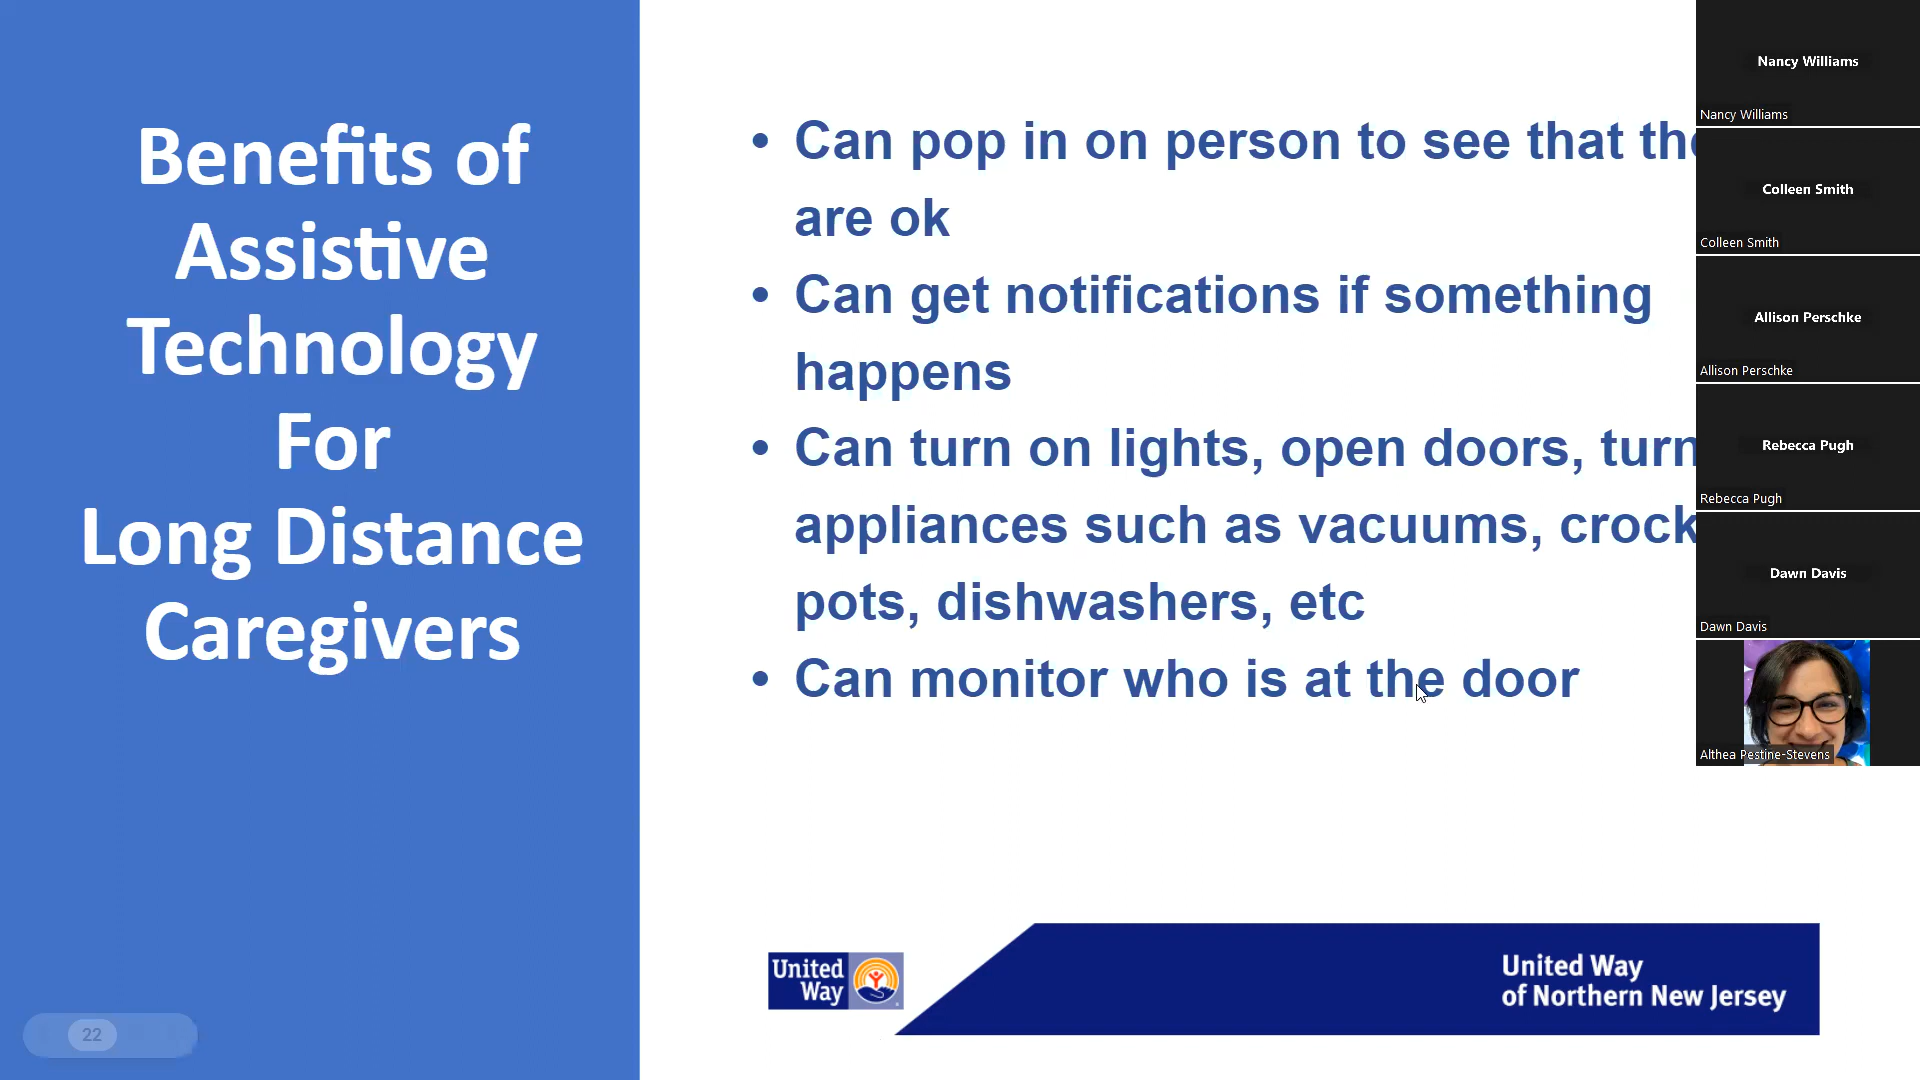 Benefits of
Assistive
Technology
For
Long Distance
Caregivers
• Can pop in on person to see that
are ok
• Can get notifications if something
happens
• Can turn on lights, open doors, turn
appliances such as vacuums, crock
pots, dishwashers, etc
• Can monitor who is at the door
United
Way
United Way
of Northern New Jersey
22
Nancy Williams
Nancy Williams
Colleen Smith
Colleen Smith
Allison Perschke
Allison Perschke
Rebecca Pugh
Rebecca Pugh
Dawn Davis
Dawn Davis
Althea Pestine-Stevens